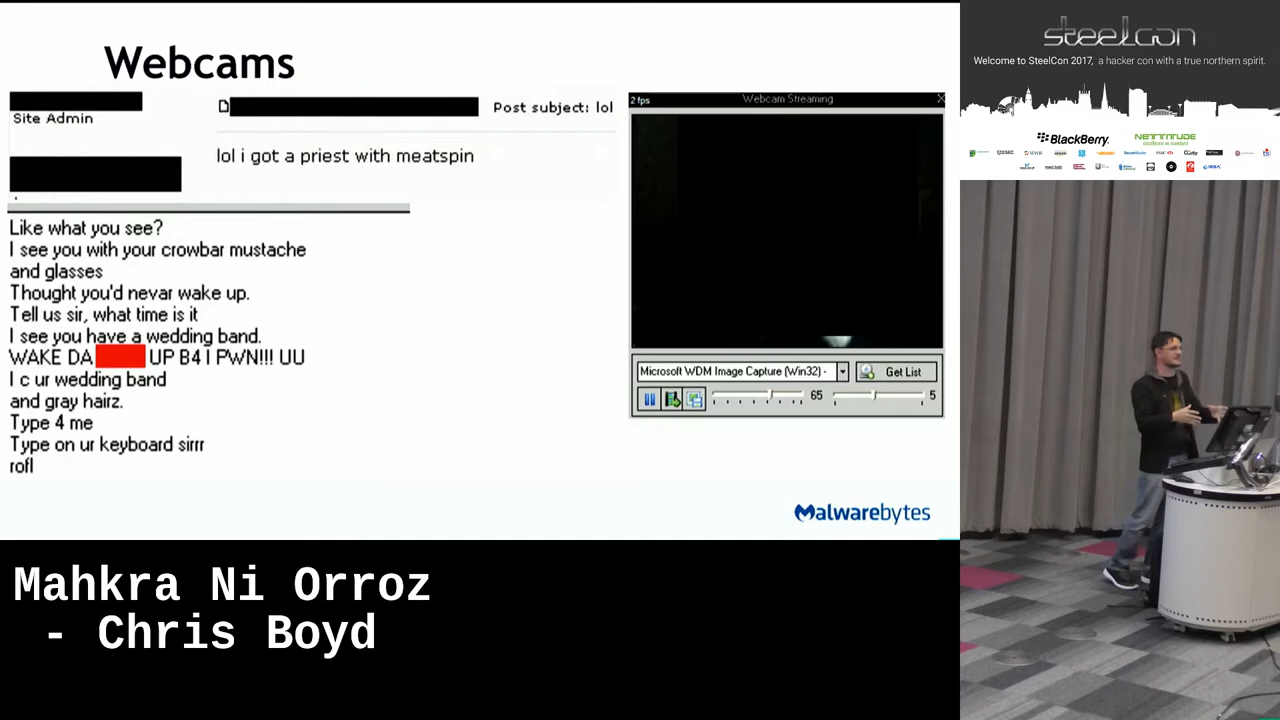 Webcams
Site Admin
Post subject: lol
lol i got a priest with meatspin
Like what you see?
I see you with your crowbar mustache
and glasses
Thought you'd nevar wake up.
Tell us sir, what time is it
I see you have a wedding band.
WAKE DA UP B4 I PWN!!! UU
I c ur wedding band
and gray hairz.
Type 4 me
Type on ur keyboard sirrr
rofl
2 fps
Webcam Streaming
X
Microsoft WDM Image Capture (Win32) -
Get List
65
5
Malwarebytes
steelcon
Welcome to SteelCon 2017, a hacker con with a true northern spirit.
BlackBerry
NETTITUDE
Mahkra Ni Orroz
- Chris Boyd